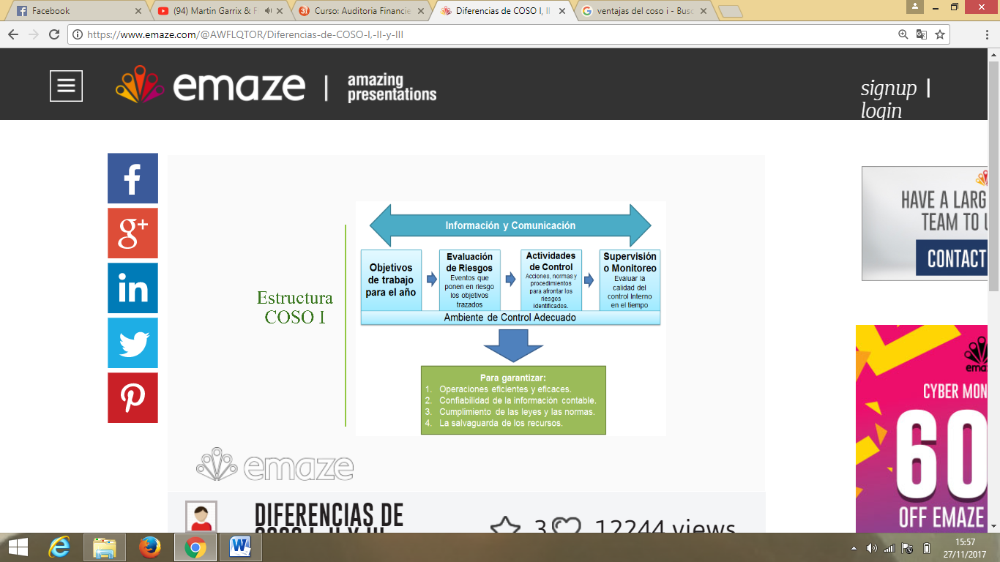 Facebook
(94) Martin Garrix & F
Curso: Auditoria Financie
Diferencias de COSO I, II
ventajas del coso i - Bus
https://www.emaze.com/@AWFLQTOR/Diferencias-de-COSO-I,-II-y-III
emaze
amazing
presentations
signup |
login
f
g+
in
HAVE A LARG
TEAM TO U
CONTACT
Información y Comunicación
Objetivos
de trabajo
para el año
Evaluación
de Riesgos
Eventos que
ponen en riesgo
los objetivos
trazados
Actividades
de Control
Acciones, normas y
procedimientos
para afrontar los
riesgos
identificados.
Supervisión
o Monitoreo
Evaluar la
calidad del
control Interno
en el tiempo
Ambiente de Control Adecuado
Estructura
COSO I
Para garantizar:
1. Operaciones eficientes y eficaces.
2. Confiabilidad de la información contable.
3. Cumplimiento de las leyes y las normas.
4. La salvaguarda de los recursos.
emaze
ema
CYBER MON
60
OFF EMAZE
DIFERENCIAS DE
COSO I, II Y III
3
12244 views
15:57
27/11/2017